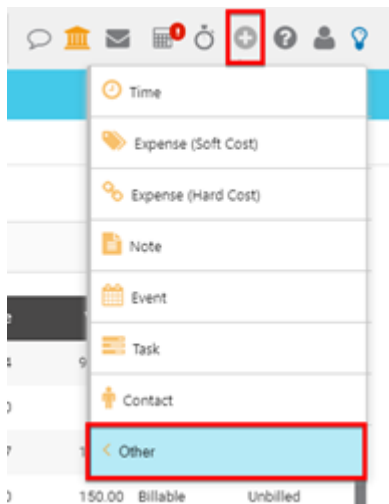 Time
Expense (Soft Cost)
Expense (Hard Cost)
Note
Event
Task
Contact
Other
150.00 Billable Unbilled